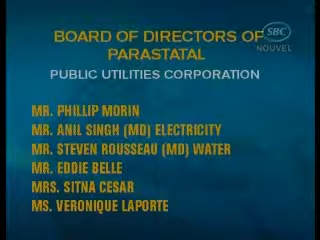 SBC
NOUVEL
BOARD OF DIRECTORS OF
PARASTATAL
PUBLIC UTILITIES CORPORATION
MR. PHILLIP MORIN
MR. ANIL SINGH (MD) ELECTRICITY
MR. STEVEN ROUSSEAU (MD) WATER
MR. EDDIE BELLE
MRS. SITNA CESAR
MS. VERONIQUE LAPORTE